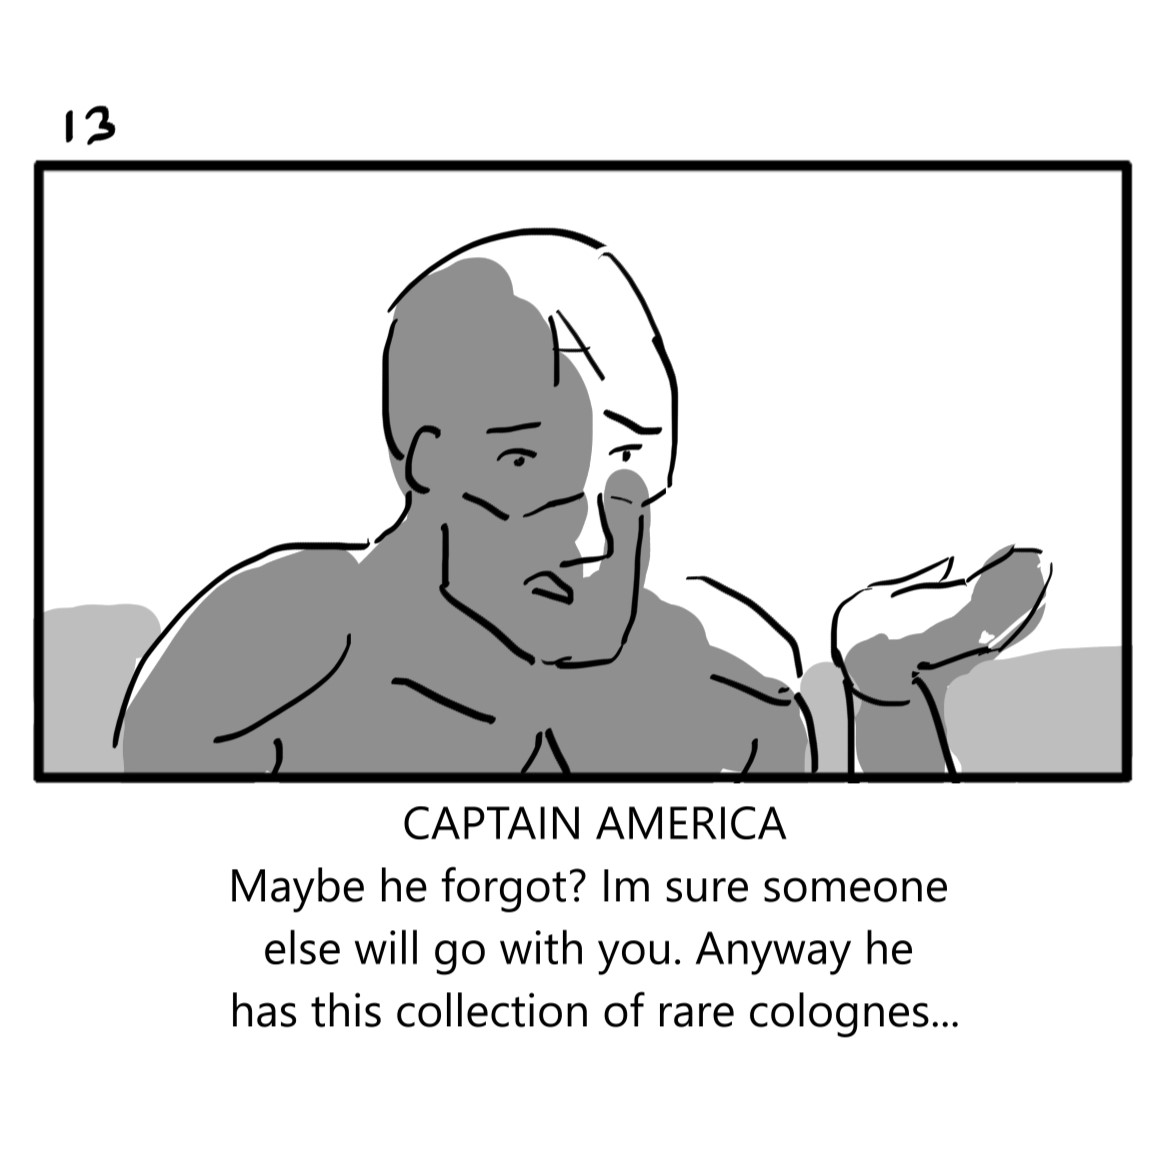 13
A
CAPTAIN AMERICA
Maybe he forgot? Im sure someone
else will go with you. Anyway he
has this collection of rare colognes...